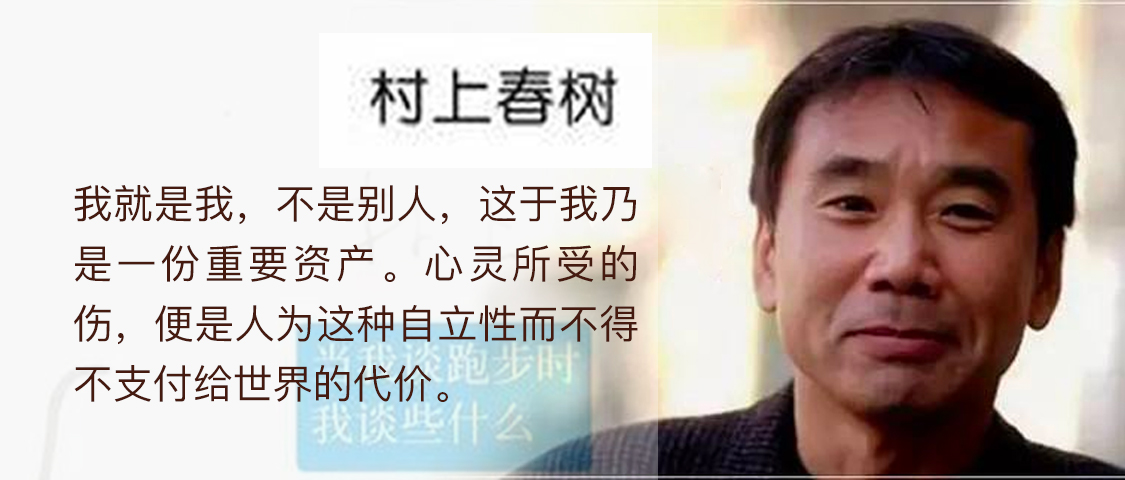 村上春树
我就是我，不是别人，这于我乃
是一份重要资产。心灵所受的
伤，便是人为这种自立性而不得
不支付给世界的代价。
当我谈跑步时
我谈些什么